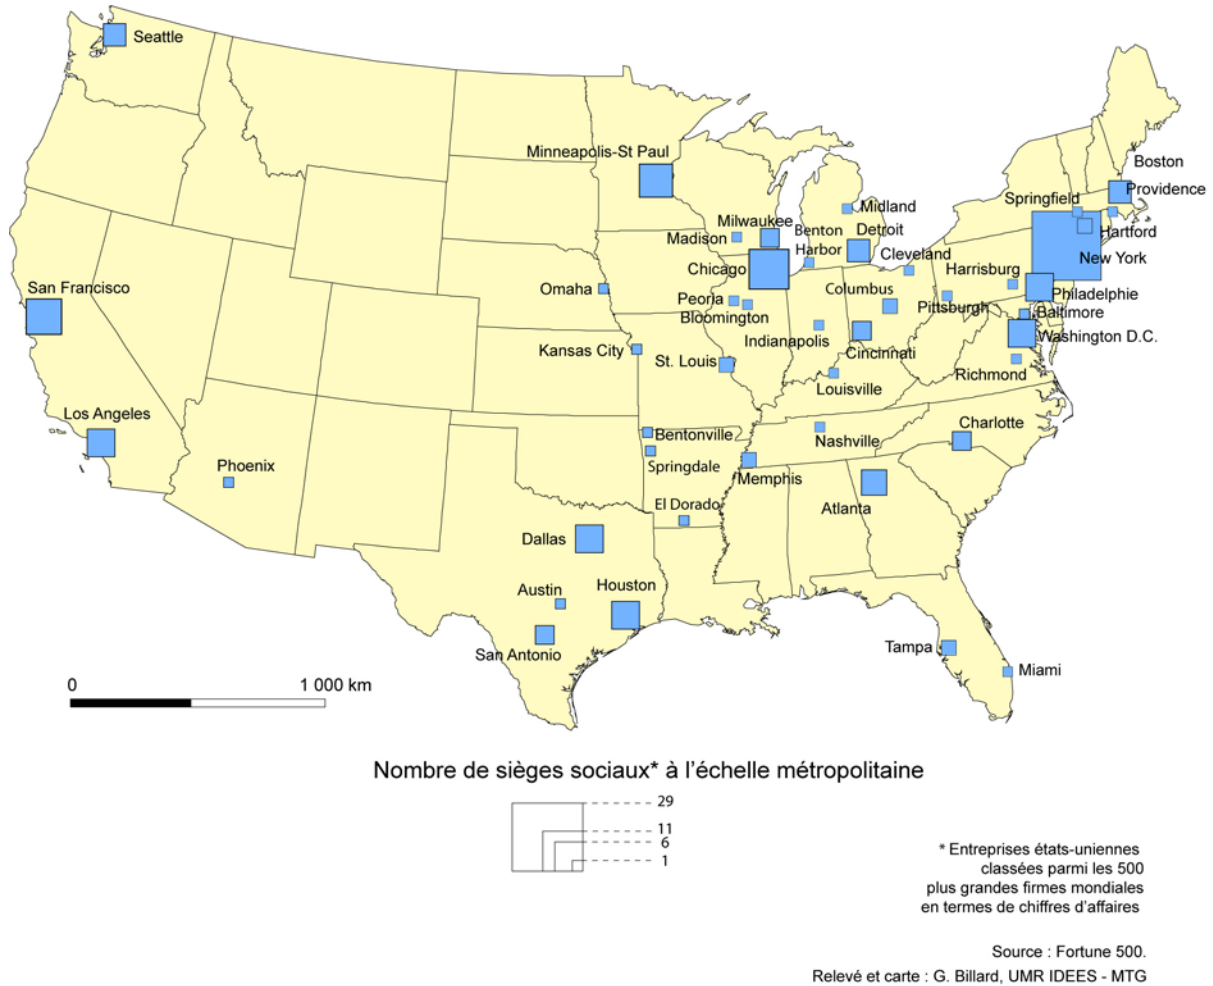 Seattle
Minneapolis-St Paul
Boston
Providence
Springfield
Midland
Milwaukee
Benton
Harbor
Detroit
Hartford
Madison
Cleveland
New York
Chicago
Harrisburg
San Francisco
Omaha
Columbus
Philadelphie
Peoria
Pittsburgh
Baltimore
Bloomington
Indianapolis
Washington D.C.
Kansas City
St. Louis
Cincinnati
Richmond
Louisville
Los Angeles
Charlotte
Bentonville
Nashville
Phoenix
Springdale
Memphis
El Dorado
Atlanta
Dallas
Austin
Houston
San Antonio
Tampa
Miami
0 1 000 km
Nombre de sièges sociaux* à l’échelle métropolitaine
29
11
6
1
* Entreprises états-uniennes
classées parmi les 500
plus grandes firmes mondiales
en termes de chiffres d’affaires
Source : Fortune 500.
Relevé et carte : G. Billard, UMR IDEES - MTG